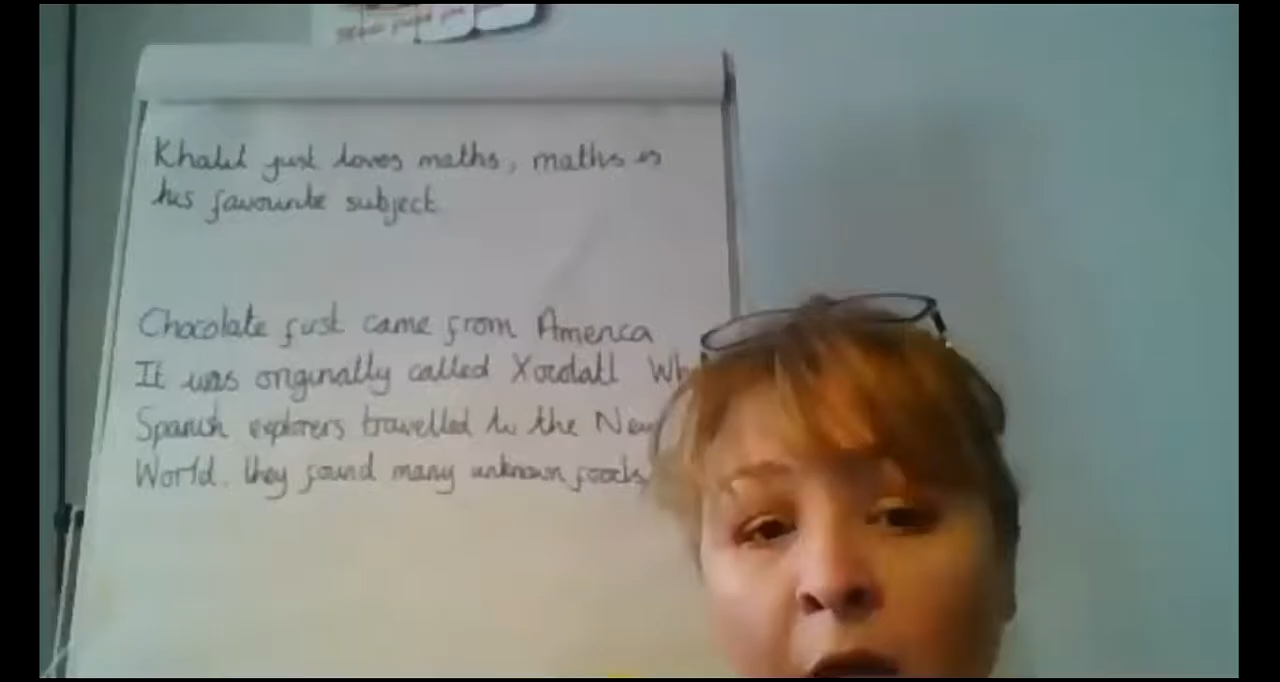 Khalil just loves maths, maths is
his favourite subject.
Chocolate first came from America
It was originally called Xocolatl
Spanish explorers travelled to the New
World. they found many unknown foods,